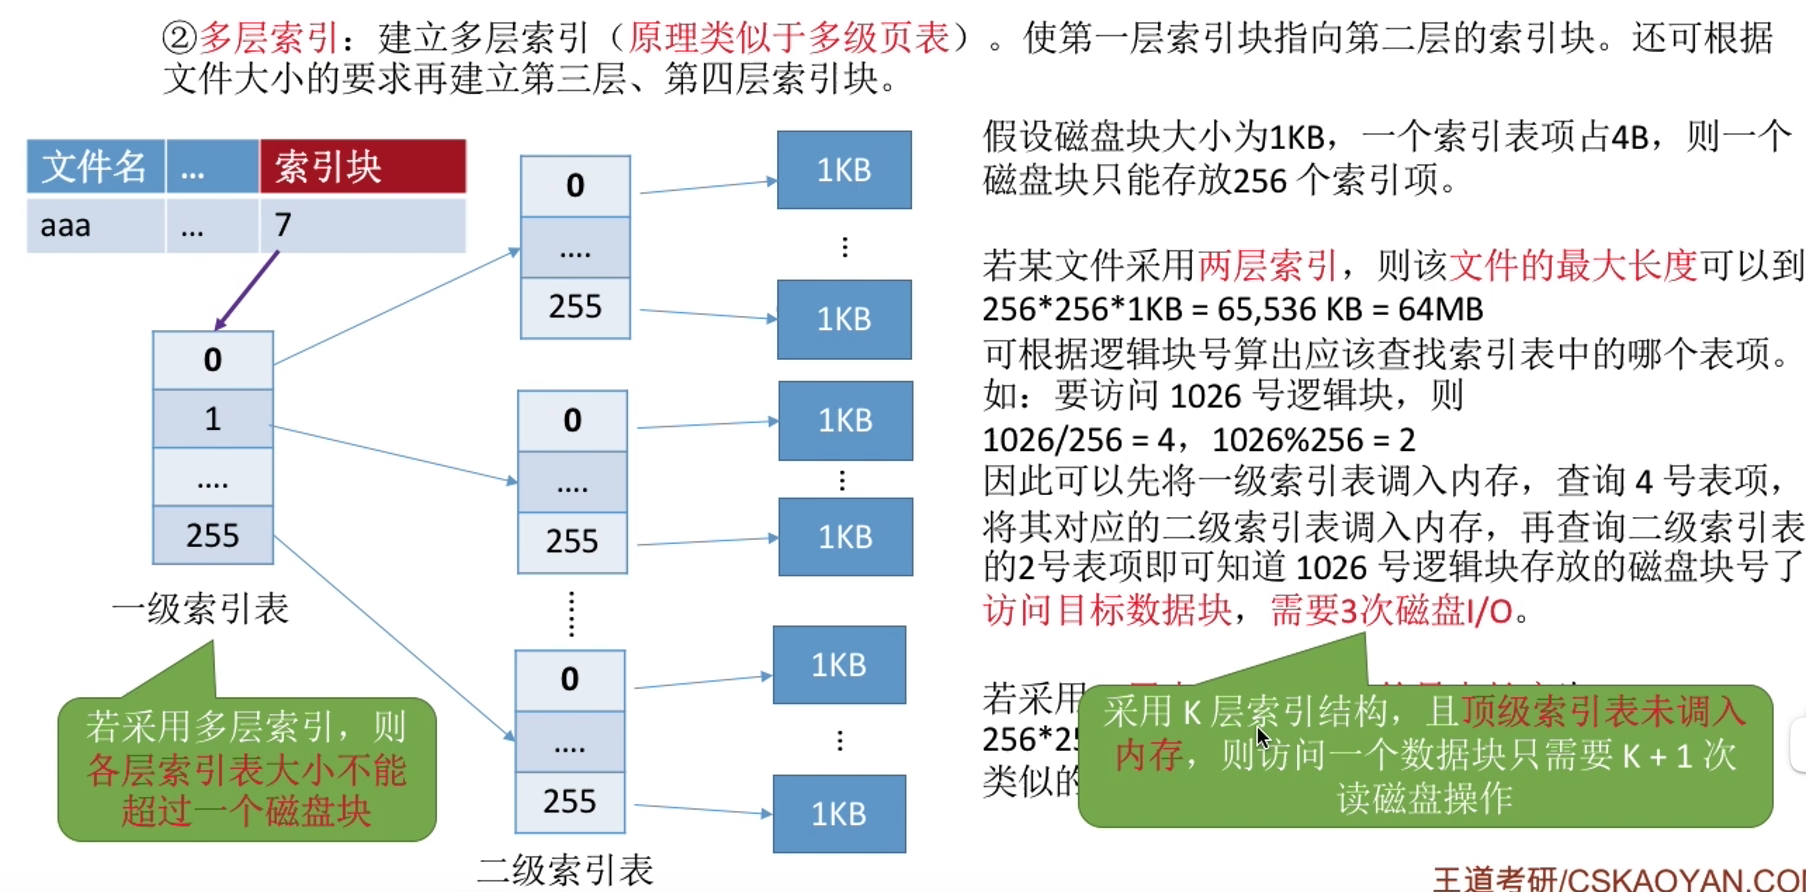 ②多层索引：建立多层索引（原理类似于多级页表）。使第一层索引块指向第二层的索引块。还可根据
文件大小的要求再建立第三层、第四层索引块。
文件名 ... 索引块
aaa ... 7
0
1
....
255
一级索引表
若采用多层索引，则
各层索引表大小不能
超过一个磁盘块
0
....
255
0
....
255
0
....
255
二级索引表
1KB
1KB
1KB
1KB
1KB
1KB
假设磁盘块大小为1KB，一个索引表项占4B，则一个
磁盘块只能存放256 个索引项。
若某文件采用两层索引，则该文件的最大长度可以到
256*256*1KB = 65,536 KB = 64MB
可根据逻辑块号算出应该查找索引表中的哪个表项。
如：要访问 1026 号逻辑块，则
1026/256 = 4，1026%256 = 2
因此可以先将一级索引表调入内存，查询 4 号表项，
将其对应的二级索引表调入内存，再查询二级索引表
的2号表项即可知道 1026 号逻辑块存放的磁盘块号了
访问目标数据块，需要3次磁盘I/O。
若采用
256*25
类似的
采用 K 层索引结构，且顶级索引表未调入
内存，则访问一个数据块只需要 K + 1 次
读磁盘操作
王道考研/CSKAOYAN.CO